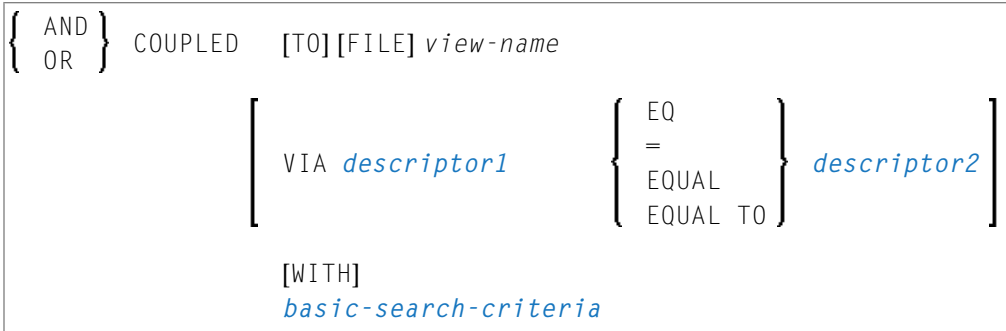 AND
OR
COUPLED [TO] [FILE] view-name
VIA descriptor1
EQ
=
EQUAL
EQUAL TO
descriptor2
[WITH]
basic-search-criteria